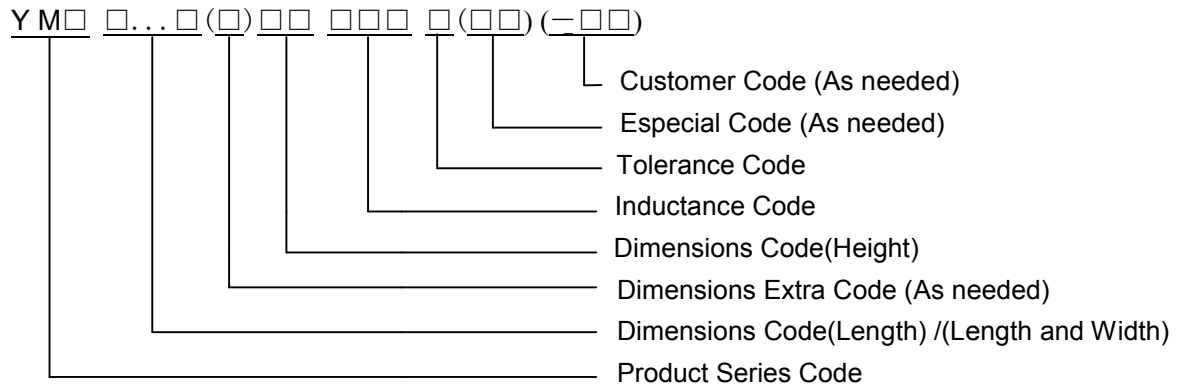 YM□ □...□(□)□□ □□□ □(□□)(-□□)
Customer Code (As needed)
Especial Code (As needed)
Tolerance Code
Inductance Code
Dimensions Code(Height)
Dimensions Extra Code (As needed)
Dimensions Code(Length) /(Length and Width)
Product Series Code